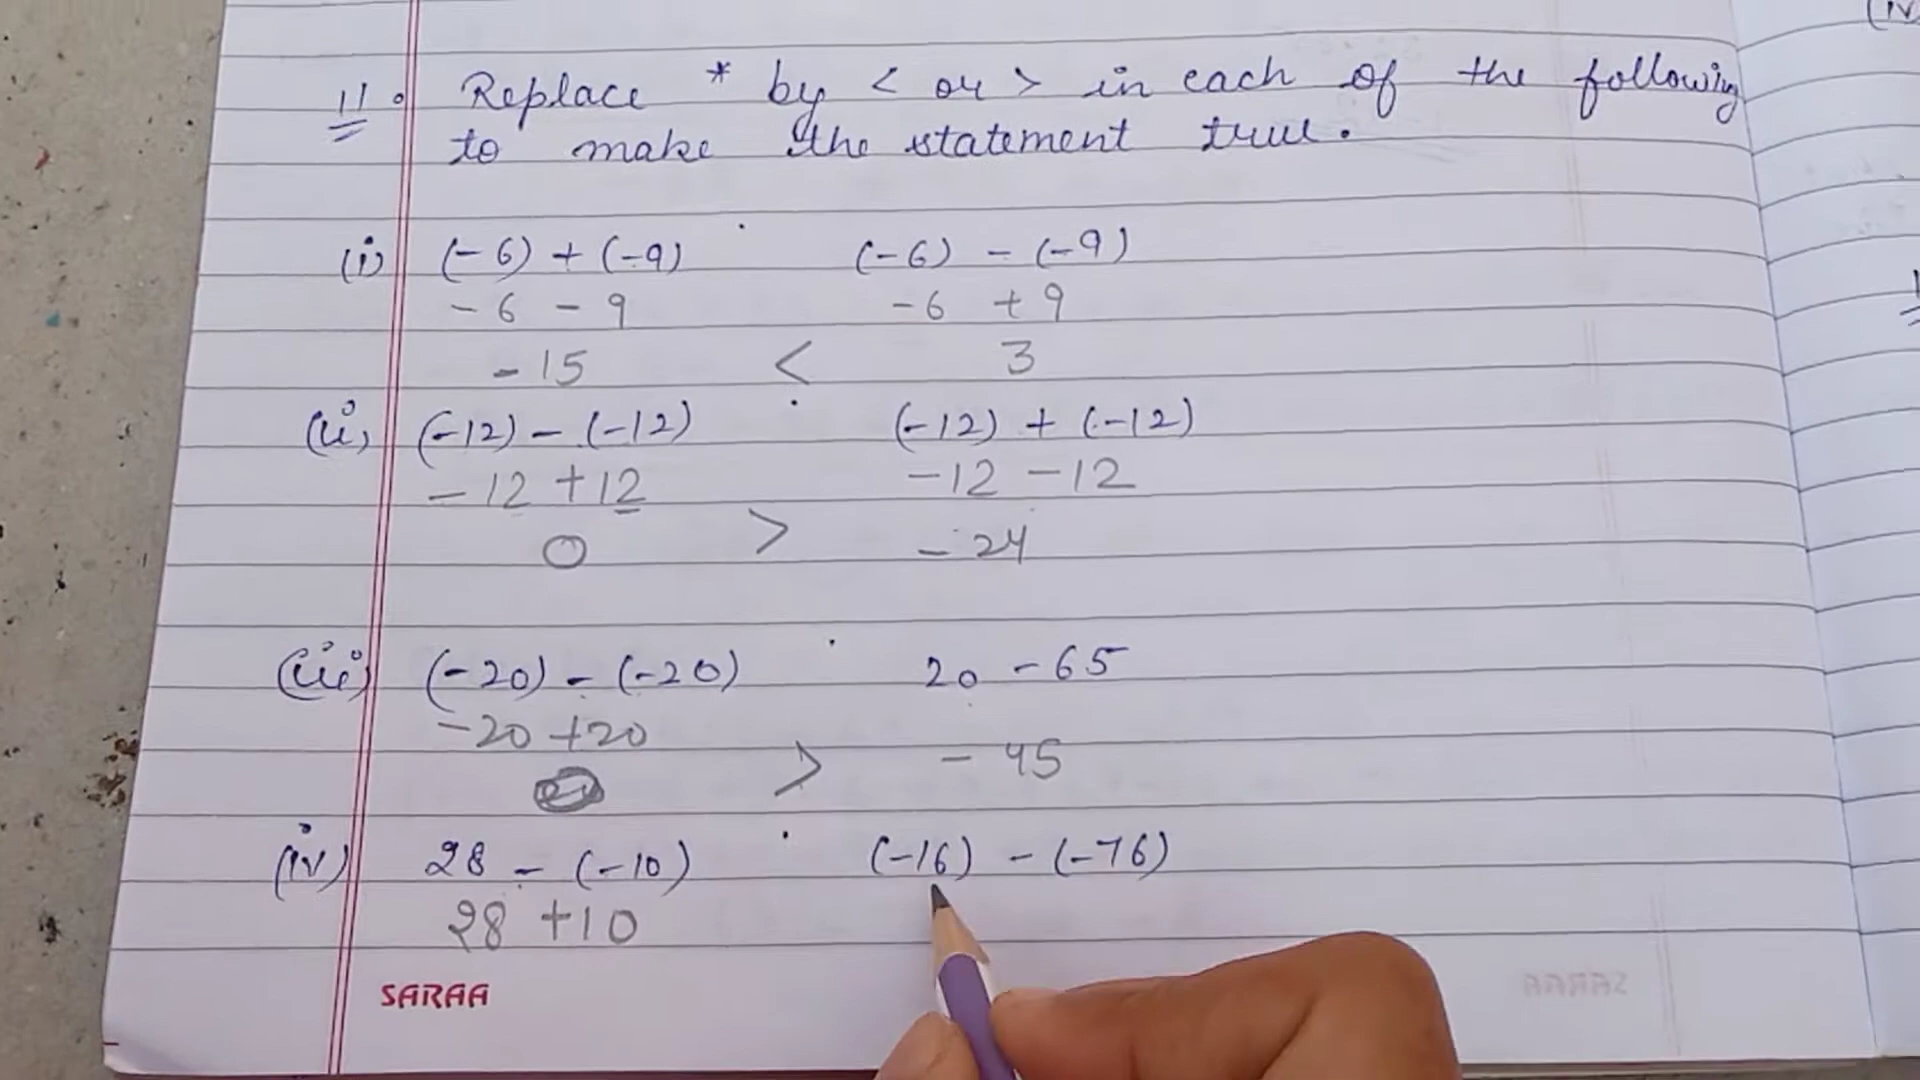 (iv
11. Replace * by < or > in each of the following
to make the statement true.
(i) (-6) + (-9) (-6) - (-9)
-6 - 9 -6 + 9
-15 < 3
(ii) (-12) - (-12) (-12) + (-12)
-12 + 12 -12 - 12
0 > -24
(iii) (-20) - (-20) 20 - 65
-20 + 20
> -45
(iv) 28 - (-10) (-16) - (-76)
28 + 10
SARAA